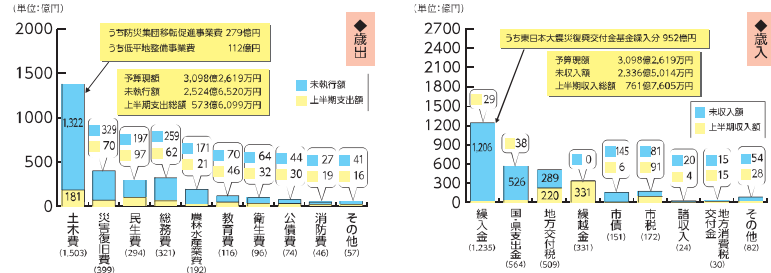 (単位:億円)
◆歳出
うち防災集団移転促進事業費 279億円
うち低平地整備事業費 112億円
予算現額 3,098億2,619万円
未執行額 2,524億6,520万円
上半期支出総額 573億6,099万円
未執行額
上半期支出額
2000
1500
1000
500
0
1,322
181
329
70
197
97
259
62
171
21
70
46
64
32
44
30
27
19
41
16
土木費
(1,503)
災害復旧費
(399)
民生費
(294)
総務費
(321)
農林水産業費
(192)
教育費
(116)
衛生費
(96)
公債費
(74)
消防費
(46)
その他
(57)
(単位:億円)
◆歳入
うち東日本大震災復興交付金基金繰入分 952億円
予算現額 3,098億2,619万円
未収入額 2,336億5,014万円
上半期収入総額 761億7,605万円
未収入額
上半期収入額
2700
2400
2100
1800
1500
1200
900
600
300
0
29
1,206
38
526
289
220
0
331
145
6
81
91
20
4
15
15
54
28
繰入金
(1,235)
国・県支出金
(564)
地方交付税
(509)
繰越金
(331)
市債
(151)
市税
(172)
諸収入
(24)
地方消費税交付金
(30)
その他
(82)